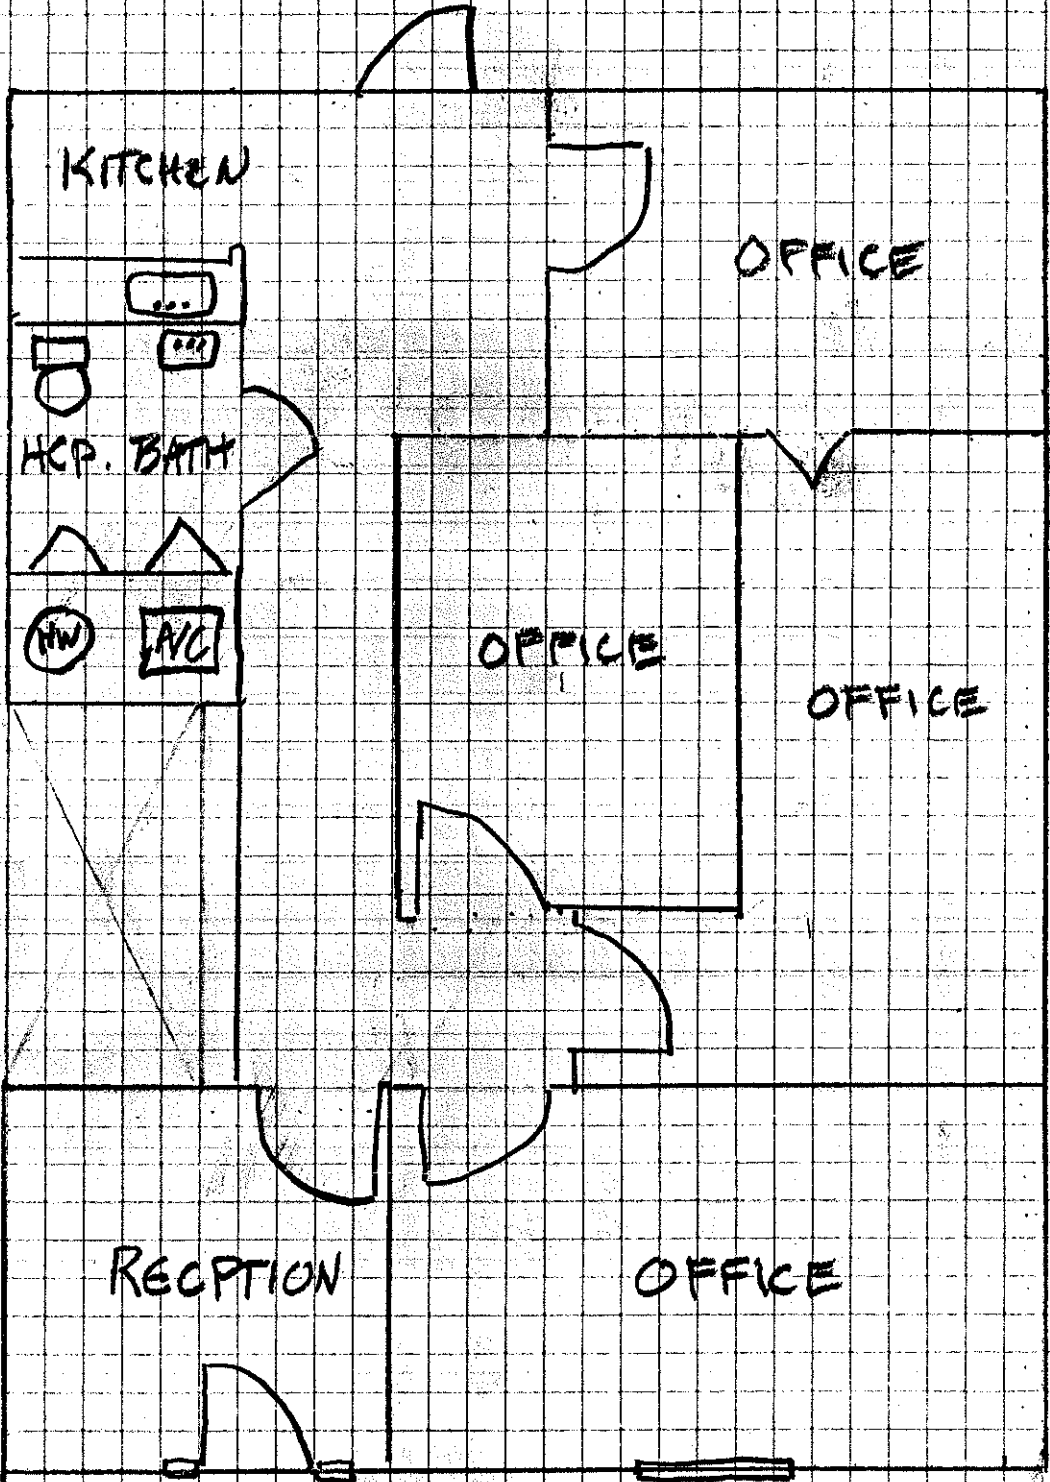 KITCHEN
OFFICE
HCP. BATH
HW
A/C
OFFICE
OFFICE
RECPTION
OFFICE